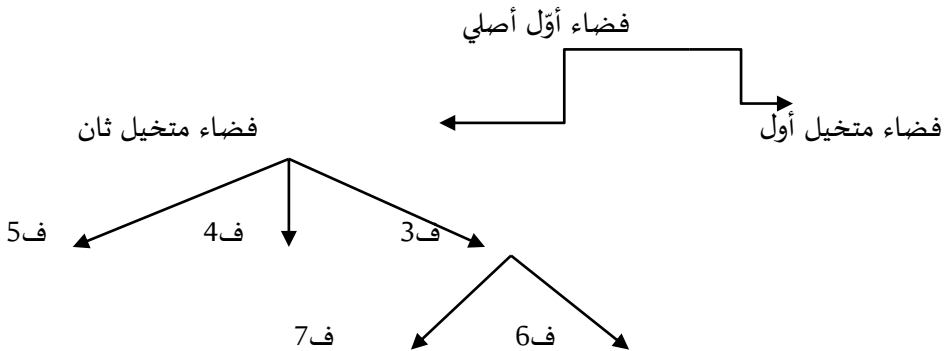 فضاء أوّل أصلي
فضاء متخيل أول
فضاء متخيل ثان
ف3
ف4
ف5
ف6
ف7